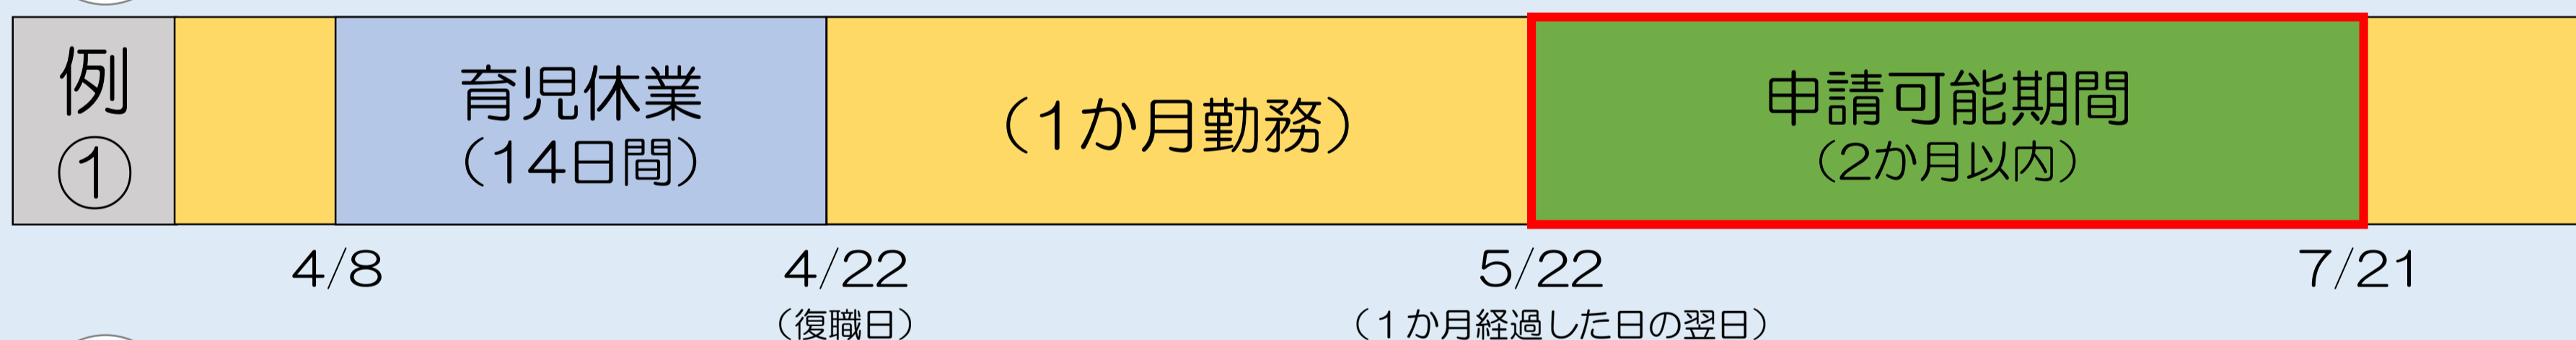 例
①
育児休業
（14日間）
（1か月勤務）
申請可能期間
（2か月以内）
4/8
4/22
（復職日）
5/22
（１か月経過した日の翌日）
7/21